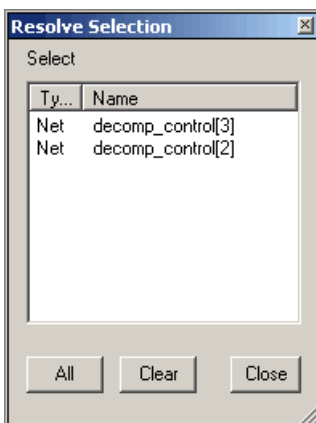 Resolve Selection
Select
Ty... Name
Net decomp_control[3]
Net decomp_control[2]
All Clear Close